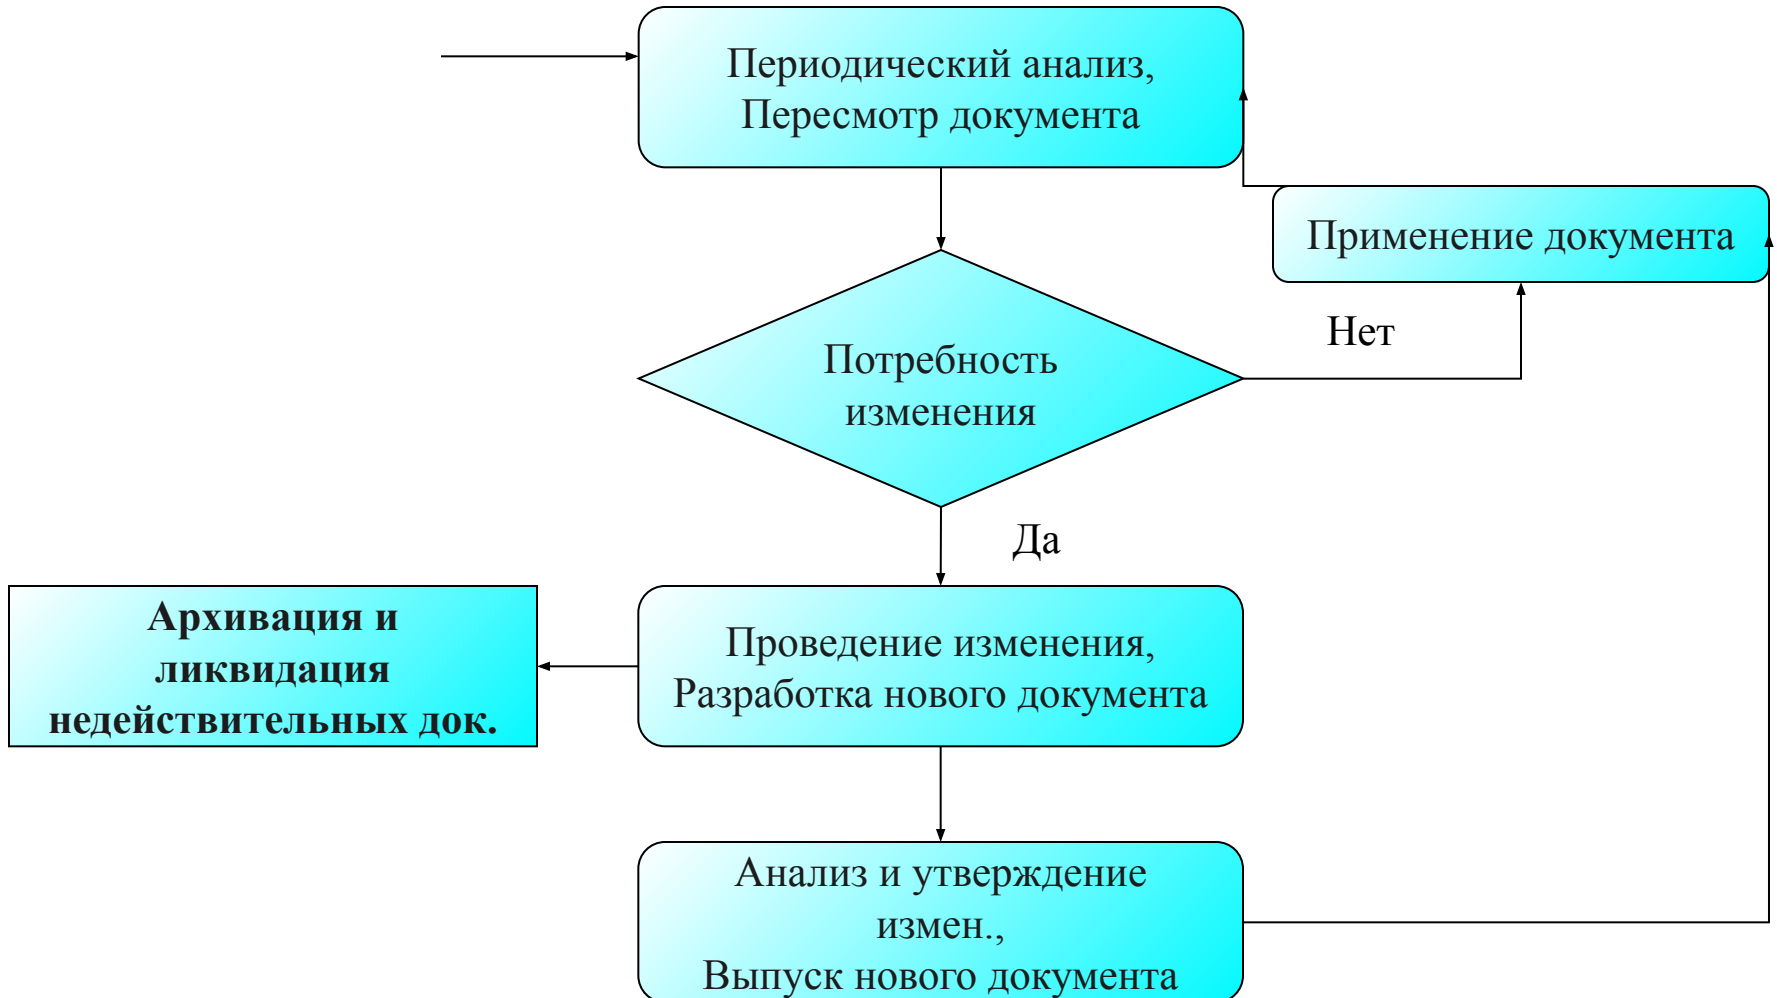 Периодический анализ,
Пересмотр документа
Применение документа
Нет
Потребность
изменения
Да
Архивация и
ликвидация
недействительных док.
Проведение изменения,
Разработка нового документа
Анализ и утверждение
измен.,
Выпуск нового документа